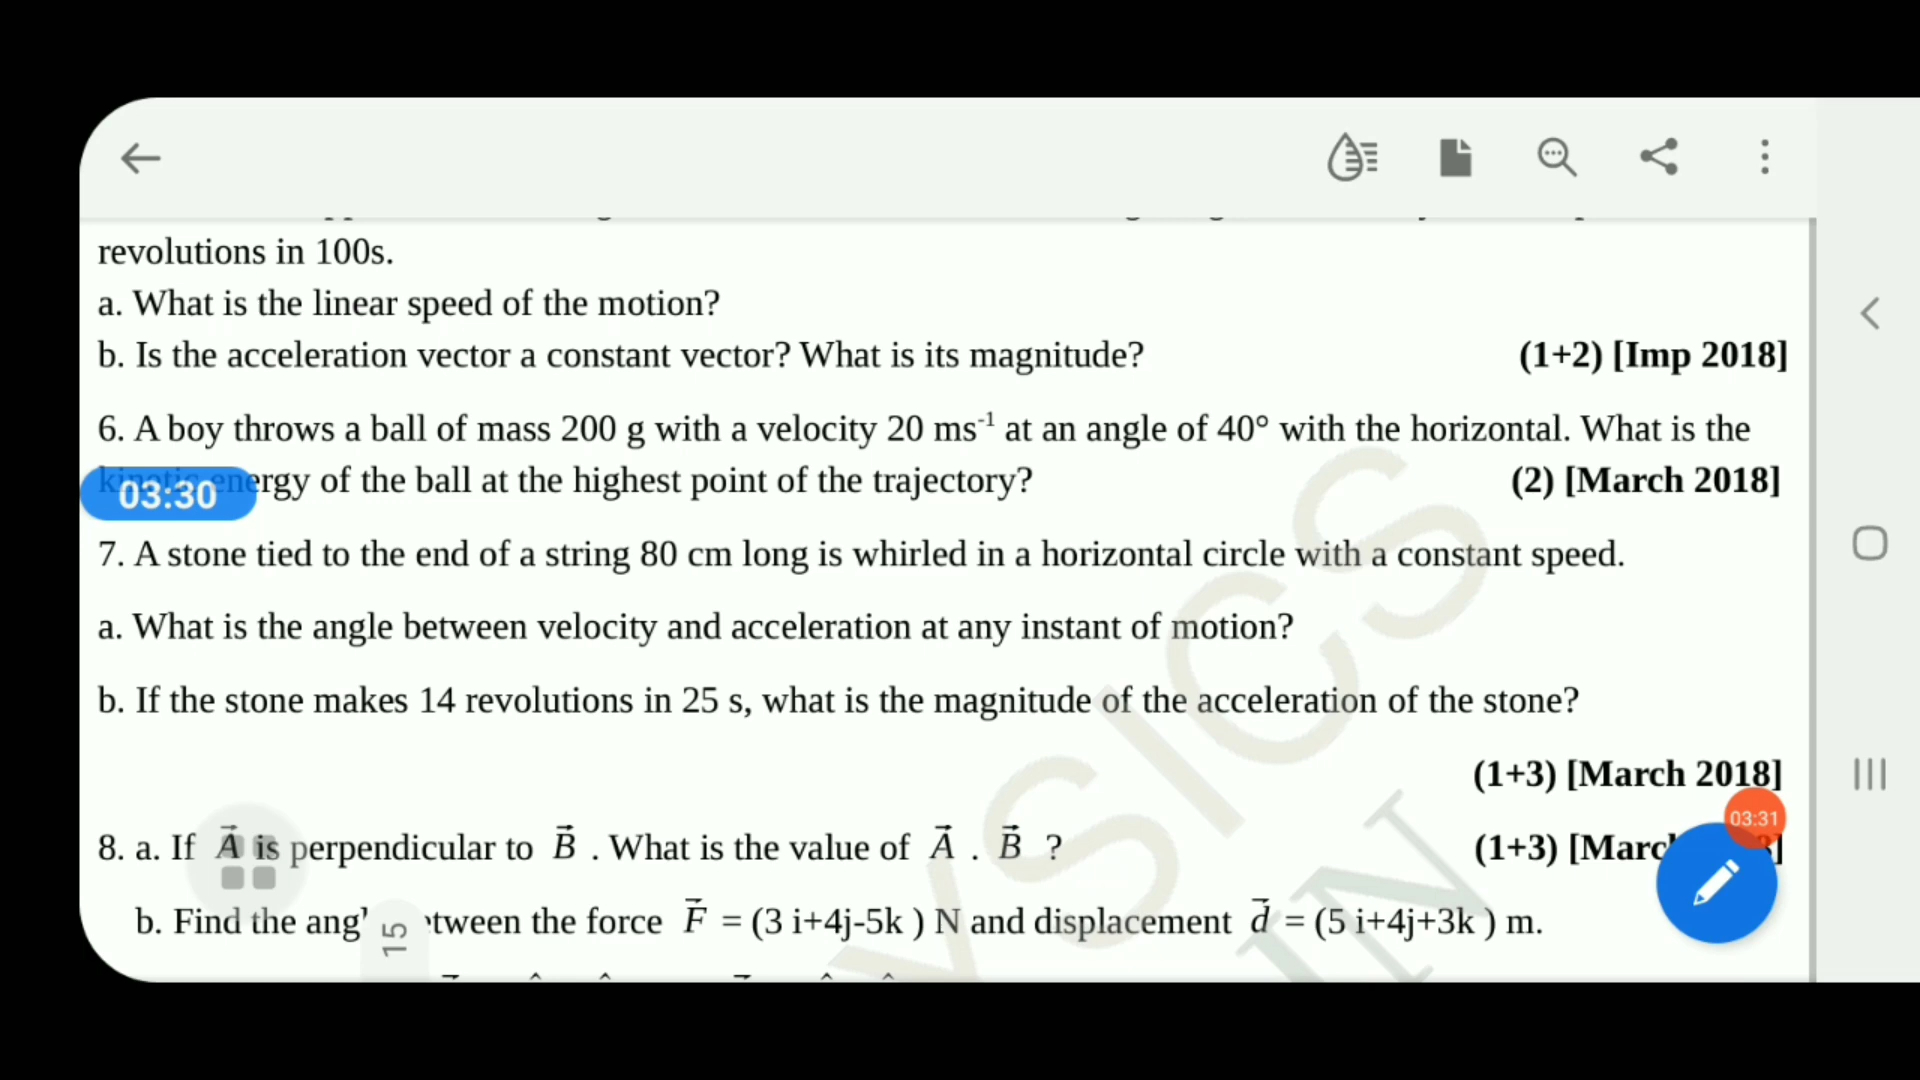 revolutions in 100s.
a. What is the linear speed of the motion?
b. Is the acceleration vector a constant vector? What is its magnitude? (1+2) [Imp 2018]
6. A boy throws a ball of mass 200 g with a velocity 20 ms⁻¹ at an angle of 40° with the horizontal. What is the
kinetic energy of the ball at the highest point of the trajectory? (2) [March 2018]
03:30
7. A stone tied to the end of a string 80 cm long is whirled in a horizontal circle with a constant speed.
a. What is the angle between velocity and acceleration at any instant of motion?
b. If the stone makes 14 revolutions in 25 s, what is the magnitude of the acceleration of the stone?
(1+3) [March 2018]
03:31
8. a. If A⃗ is perpendicular to B⃗ . What is the value of A⃗ . B⃗ ? (1+3)
b. Find the etween the force F⃗ = (3 i+4j-5k ) N and displacement d⃗ = (5 i+4j+3k ) m.
15
YSICS
IN